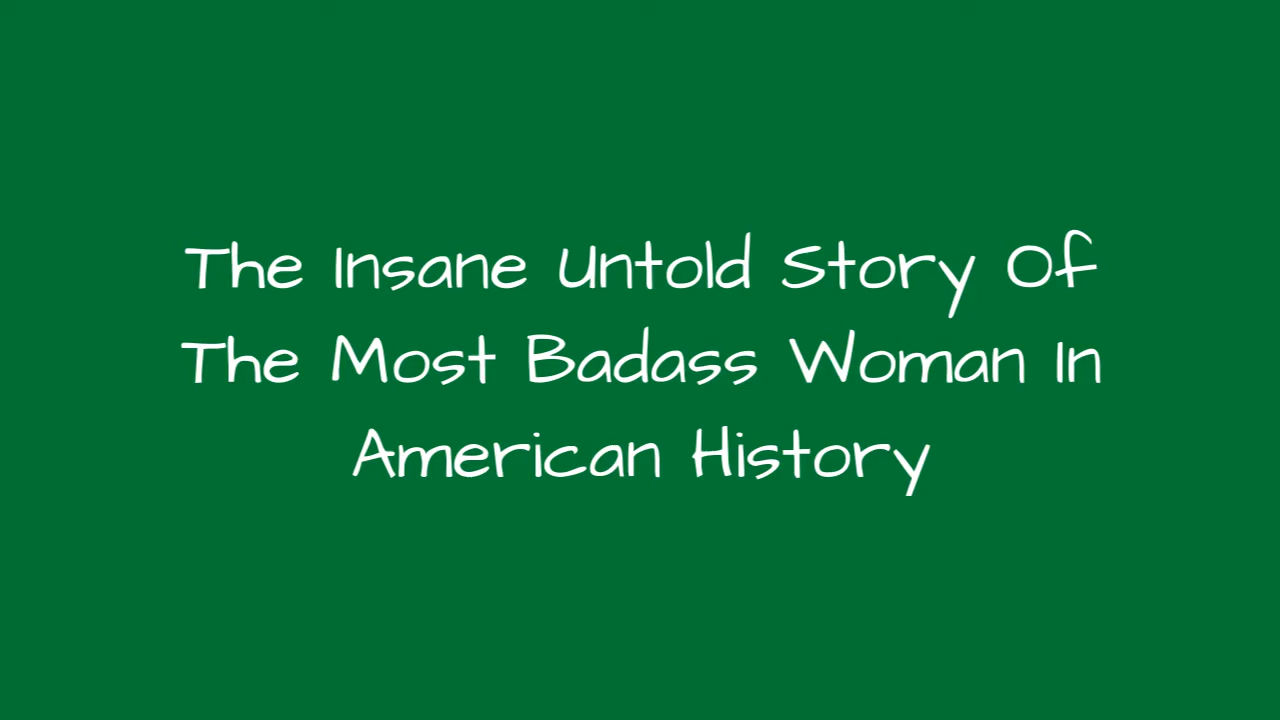 The Insane Untold Story Of
The Most Badass Woman In
American History